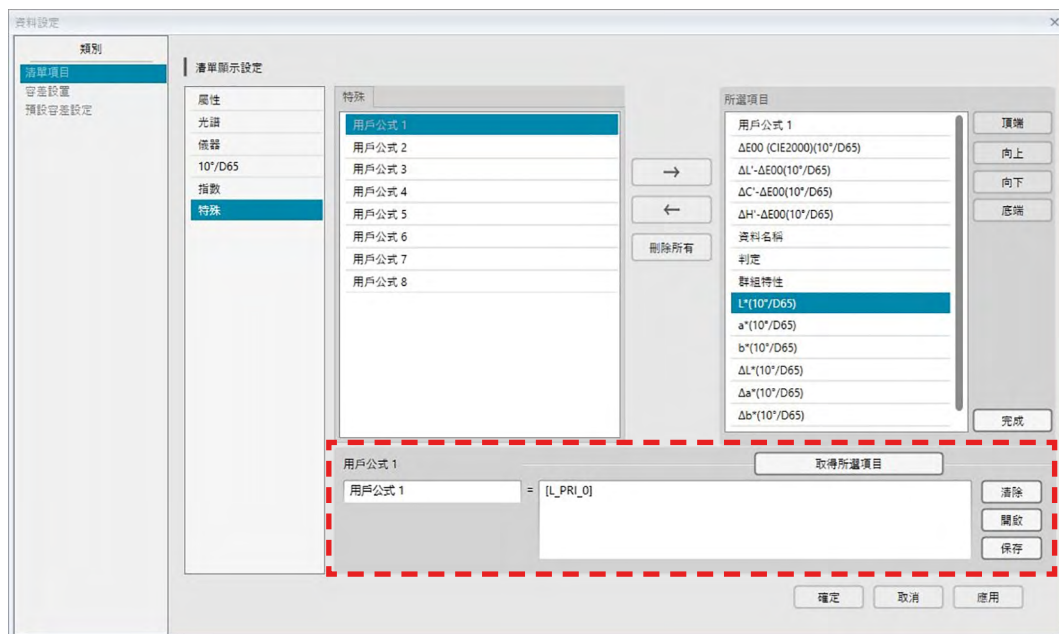 資料設定
類別
清單項目
容差設置
預設容差設定
清單顯示設定
屬性
光譜
儀器
10°/D65
指數
特殊
特殊
用戶公式 1
用戶公式 2
用戶公式 3
用戶公式 4
用戶公式 5
用戶公式 6
用戶公式 7
用戶公式 8
→
←
刪除所有
所選項目
用戶公式 1
ΔE00 (CIE2000)(10°/D65)
ΔL'-ΔE00(10°/D65)
ΔC'-ΔE00(10°/D65)
ΔH'-ΔE00(10°/D65)
資料名稱
判定
群組特性
L*(10°/D65)
a*(10°/D65)
b*(10°/D65)
ΔL*(10°/D65)
Δa*(10°/D65)
Δb*(10°/D65)
頂端
向上
向下
底端
完成
用戶公式 1
取得所選項目
用戶公式 1 = [L_PRI_0]
清除
開啟
保存
確定
取消
應用